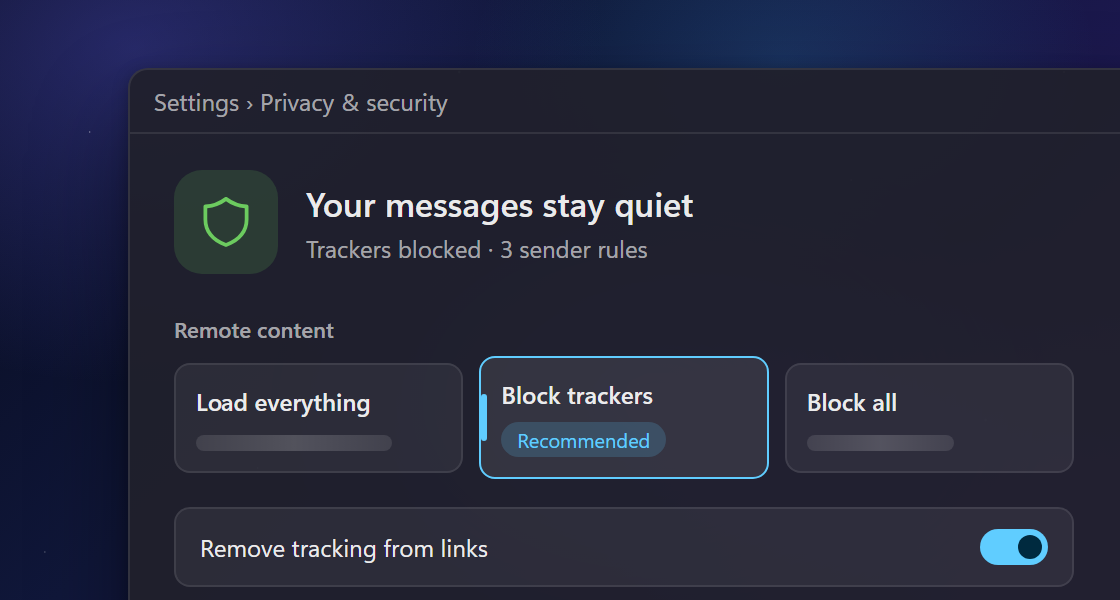 Settings › Privacy & security
Your messages stay quiet
Trackers blocked · 3 sender rules
Remote content
Load everything
Block trackers
Recommended
Block all
Remove tracking from links